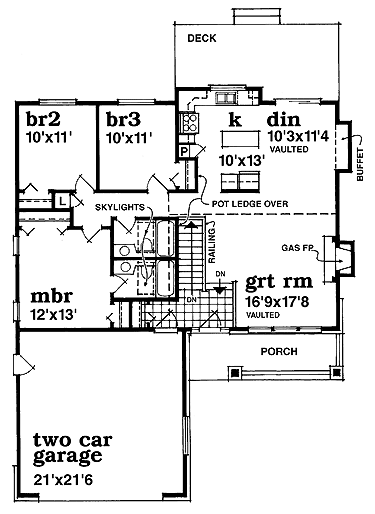 DECK
br2
10'x11'
br3
10'x11'
k
10'x13'
din
10'3x11'4
VAULTED
BUFFET
P
L
SKYLIGHTS
POT LEDGE OVER
RAILING
GAS FP.
DN
DN
grt rm
16'9x17'8
VAULTED
mbr
12'x13'
PORCH
two car
garage
21'x21'6